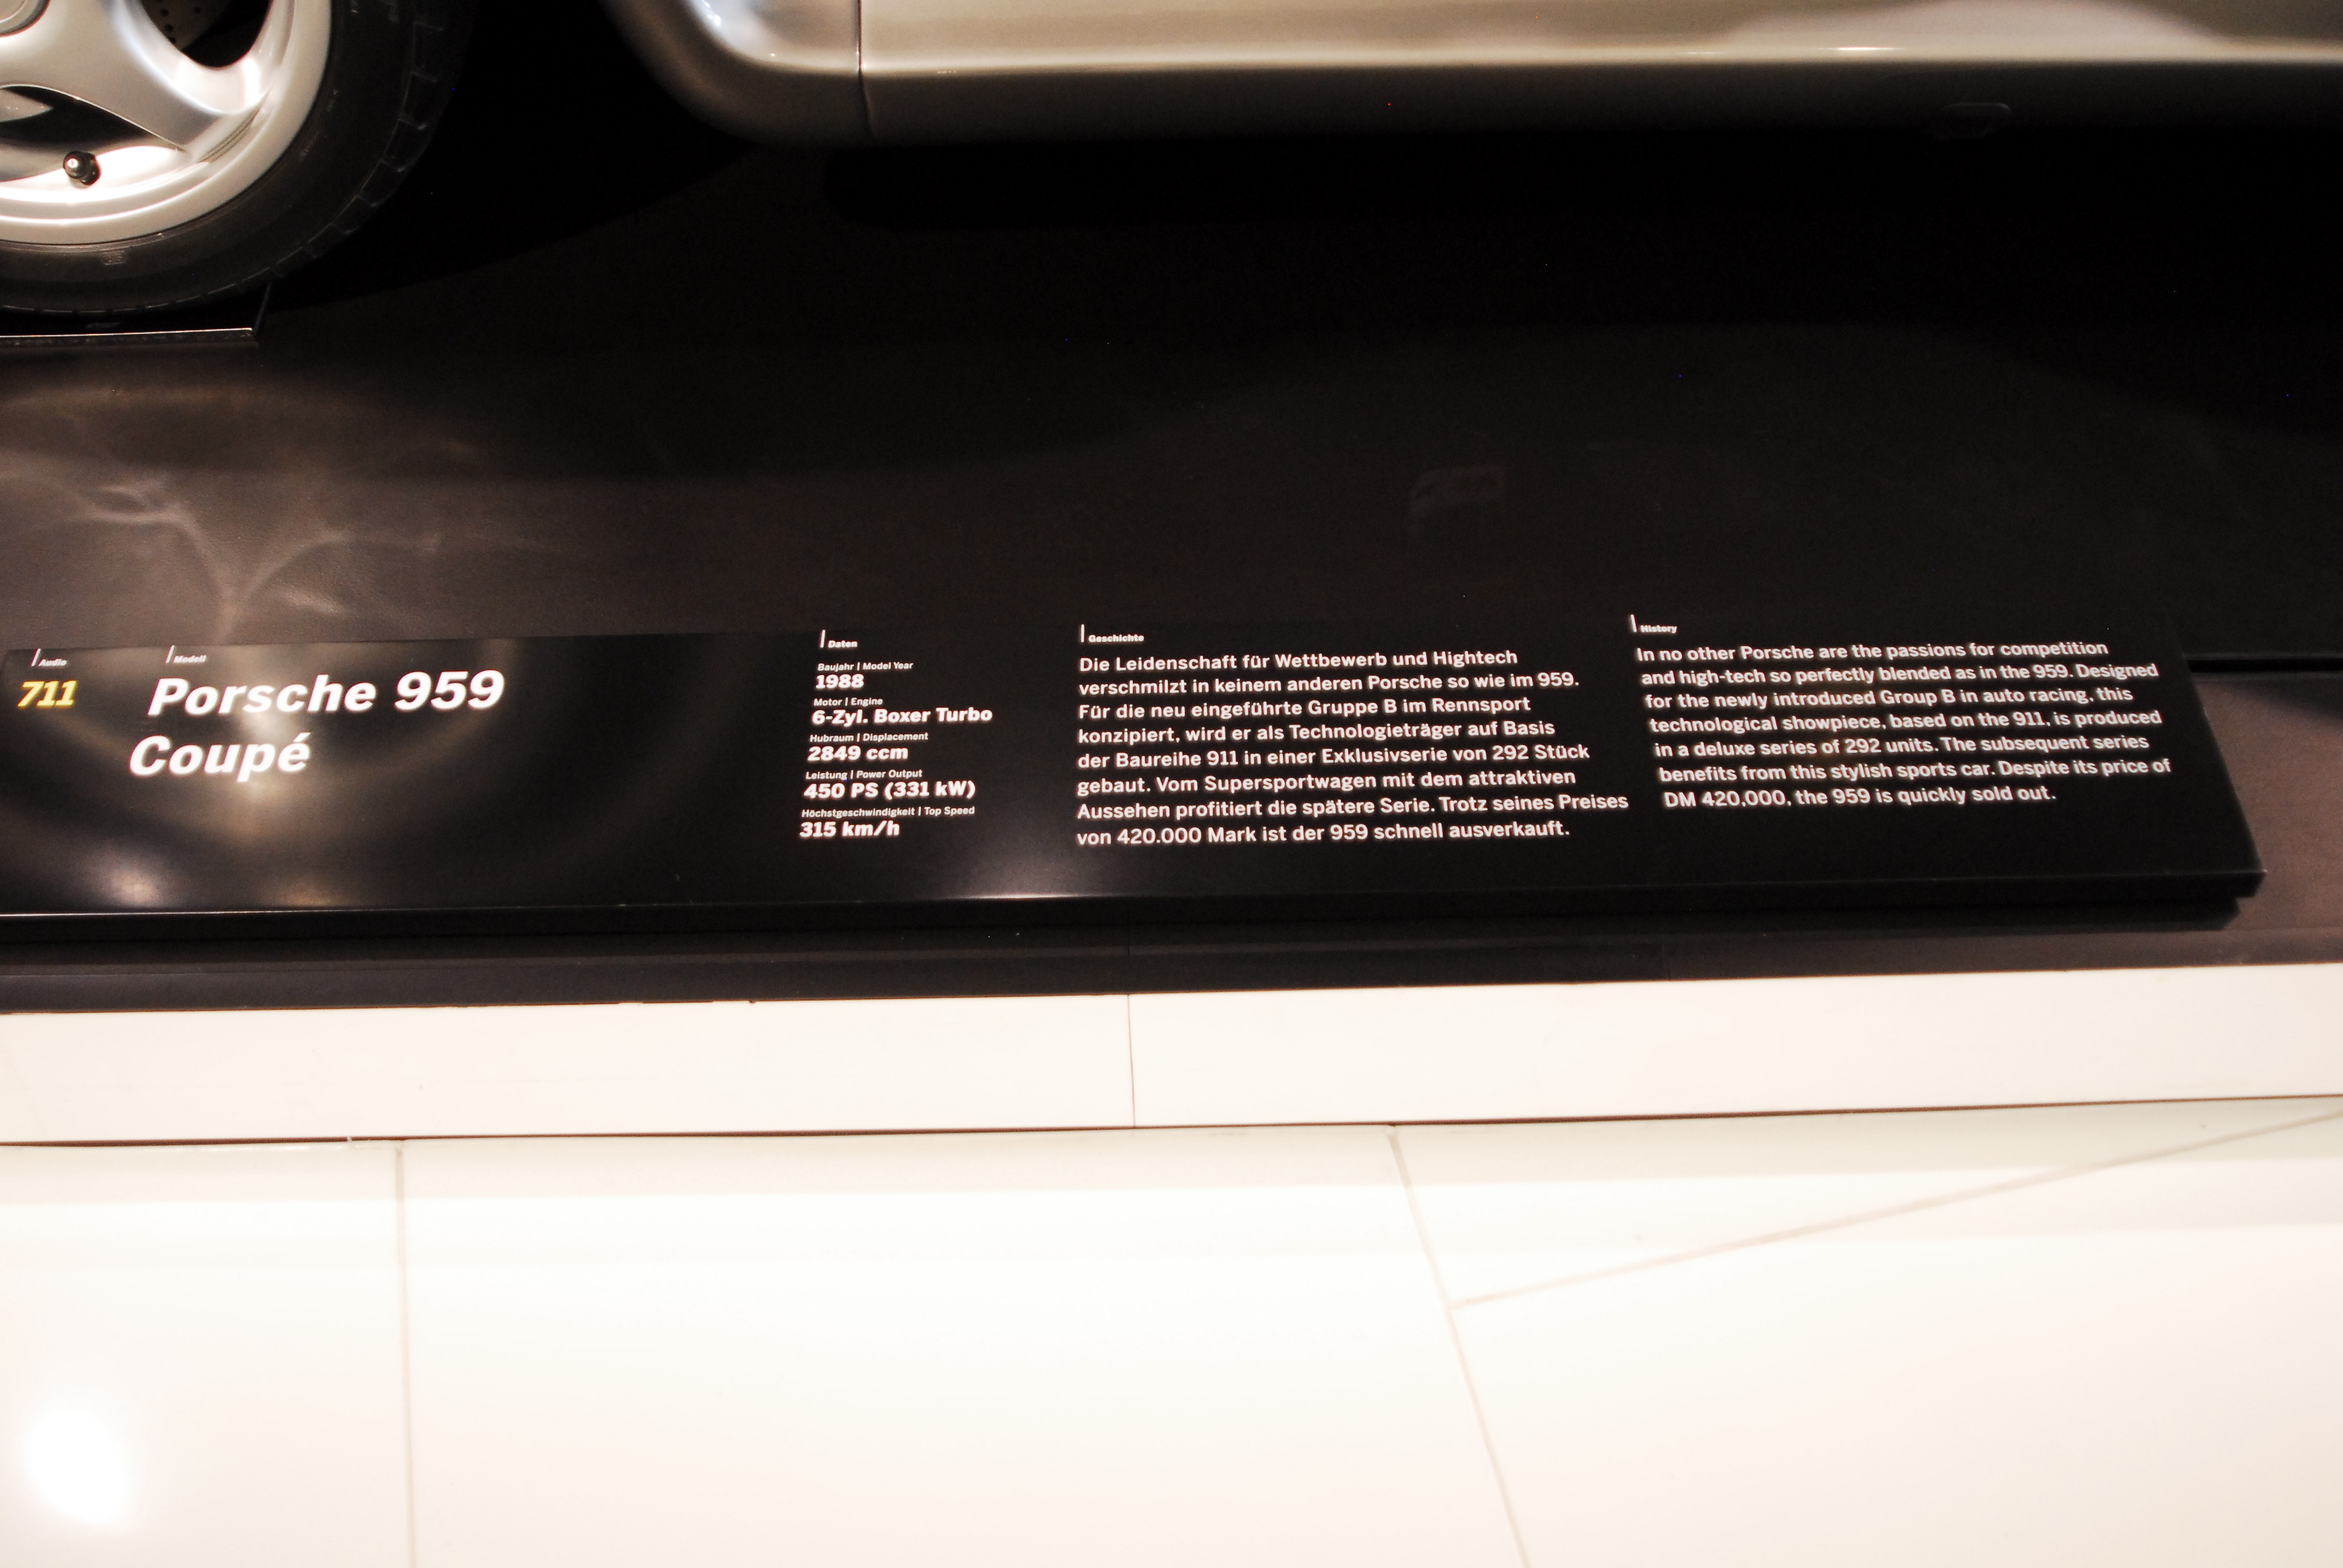 Audio
711
Modell
Porsche 959
Coupé
Daten
Baujahr | Model Year
1988
Motor | Engine
6-Zyl. Boxer Turbo
Hubraum | Displacement
2849 ccm
Leistung | Power Output
450 PS (331 kW)
Höchstgeschwindigkeit | Top Speed
315 km/h
Geschichte
Die Leidenschaft für Wettbewerb und Hightech
verschmilzt in keinem anderen Porsche so wie im 959.
Für die neu eingeführte Gruppe B im Rennsport
konzipiert, wird er als Technologieträger auf Basis
der Baureihe 911 in einer Exklusivserie von 292 Stück
gebaut. Vom Supersportwagen mit dem attraktiven
Aussehen profitiert die spätere Serie. Trotz seines Preises
von 420.000 Mark ist der 959 schnell ausverkauft.
History
In no other Porsche are the passions for competition
and high-tech so perfectly blended as in the 959. Designed
for the newly introduced Group B in auto racing, this
technological showpiece, based on the 911, is produced
in a deluxe series of 292 units. The subsequent series
benefits from this stylish sports car. Despite its price of
DM 420,000, the 959 is quickly sold out.